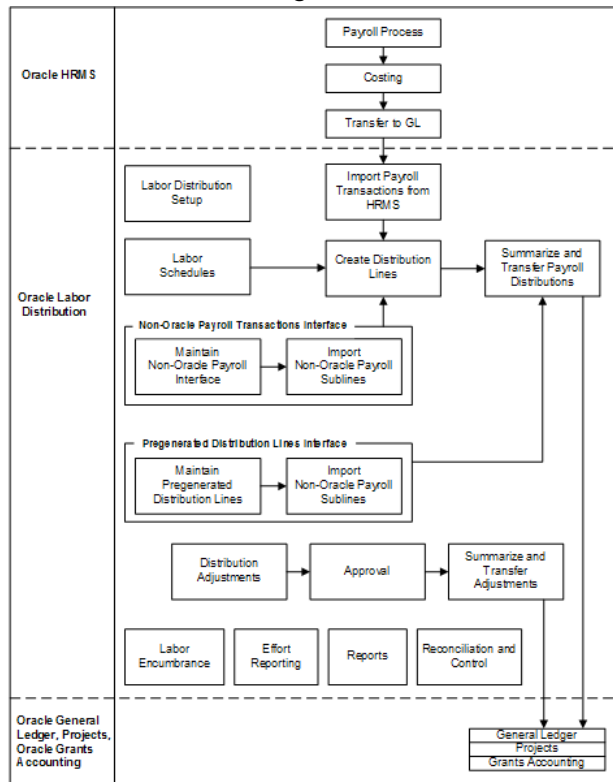 Payroll Process
Oracle HRMS
Costing
Transfer to GL
Labor Distribution
Setup
Import Payroll
Transactions from
HRMS
Labor
Schedules
Create Distribution
Lines
Summarize and
Transfer Payroll
Distributions
Oracle Labor
Distribution
Non-Oracle Payroll Transactions Interface
Maintain
Non-Oracle Payroll
Interface
Import
Non-Oracle Payroll
Sublines
Pregenerated Distribution Lines Interface
Maintain
Pregenerated
Distribution Lines
Import
Non-Oracle Payroll
Sublines
Distribution
Adjustments
Approval
Summarize and
Transfer
Adjustments
Labor
Encumbrance
Effort
Reporting
Reports
Reconciliation and
Control
Oracle General
Ledger, Projects,
Oracle Grants
Accounting
General Ledger
Projects
Grants Accounting